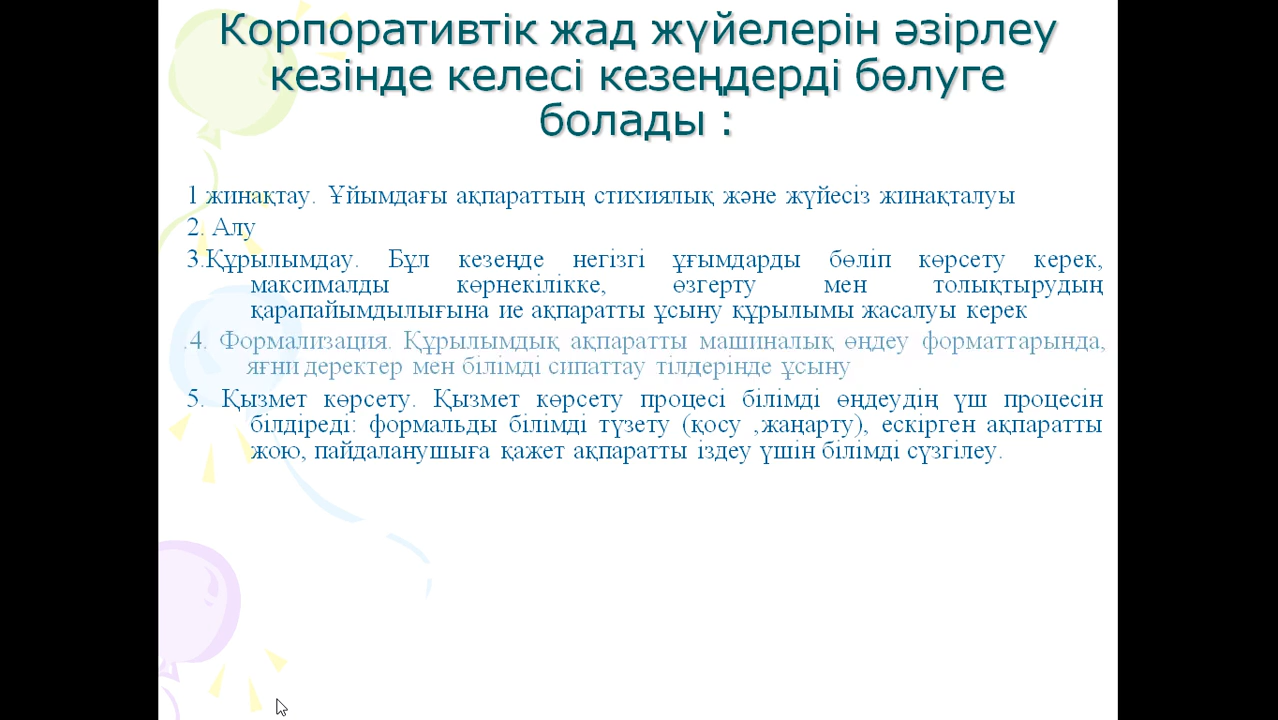 Корпоративтік жад жүйелерін әзірлеу
кезінде келесі кезеңдерді бөлуге
болады :
1 жинақтау. Ұйымдағы ақпараттың стихиялық және жүйесіз жинақталуы
2. Алу
3.Құрылымдау. Бұл кезеңде негізгі ұғымдарды бөліп көрсету керек,
максималды көрнекілікке, өзгерту мен толықтырудың
қарапайымдылығына ие ақпаратты ұсыну құрылымы жасалуы керек
.4. Формализация. Құрылымдық ақпаратты машиналық өңдеу форматтарында,
яғни деректер мен білімді сипаттау тілдерінде ұсыну
5. Қызмет көрсету. Қызмет көрсету процесі білімді өңдеудің үш процесін
білдіреді: формальды білімді түзету (қосу ,жаңарту), ескірген ақпаратты
жою, пайдаланушыға қажет ақпаратты іздеу үшін білімді сүзгілеу.